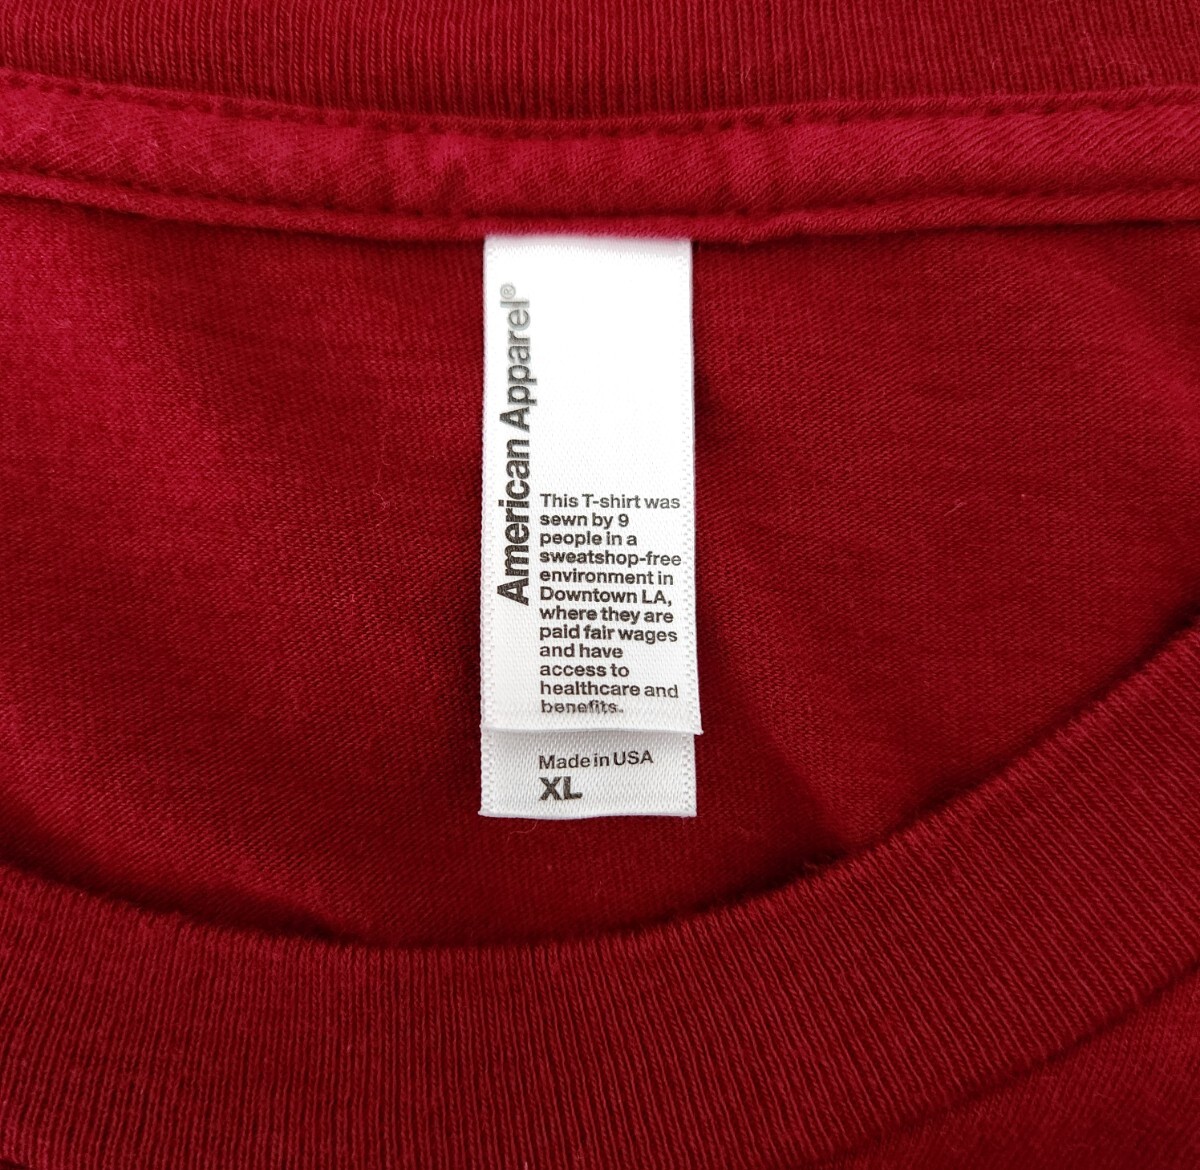 American Apparel®
This T-shirt was
sewn by 9
people in a
sweatshop-free
environment in
Downtown LA,
where they are
paid fair wages
and have
access to
healthcare and
benefits.
Made in USA
XL